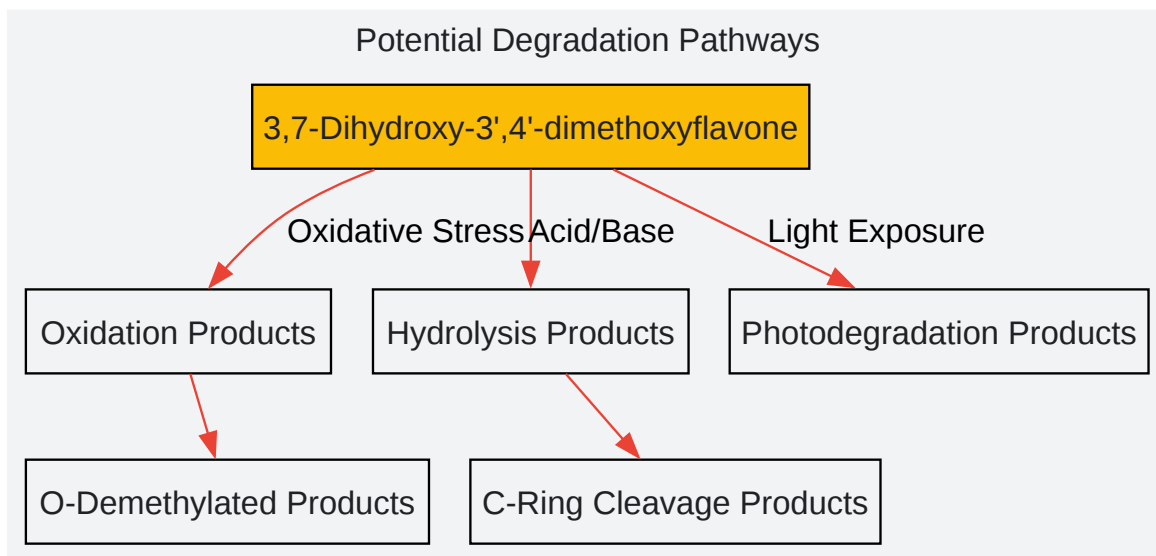 Potential Degradation Pathways
3,7-Dihydroxy-3',4'-dimethoxyflavone
Oxidative Stress
Acid/Base
Light Exposure
Oxidation Products
Hydrolysis Products
Photodegradation Products
O-Demethylated Products
C-Ring Cleavage Products